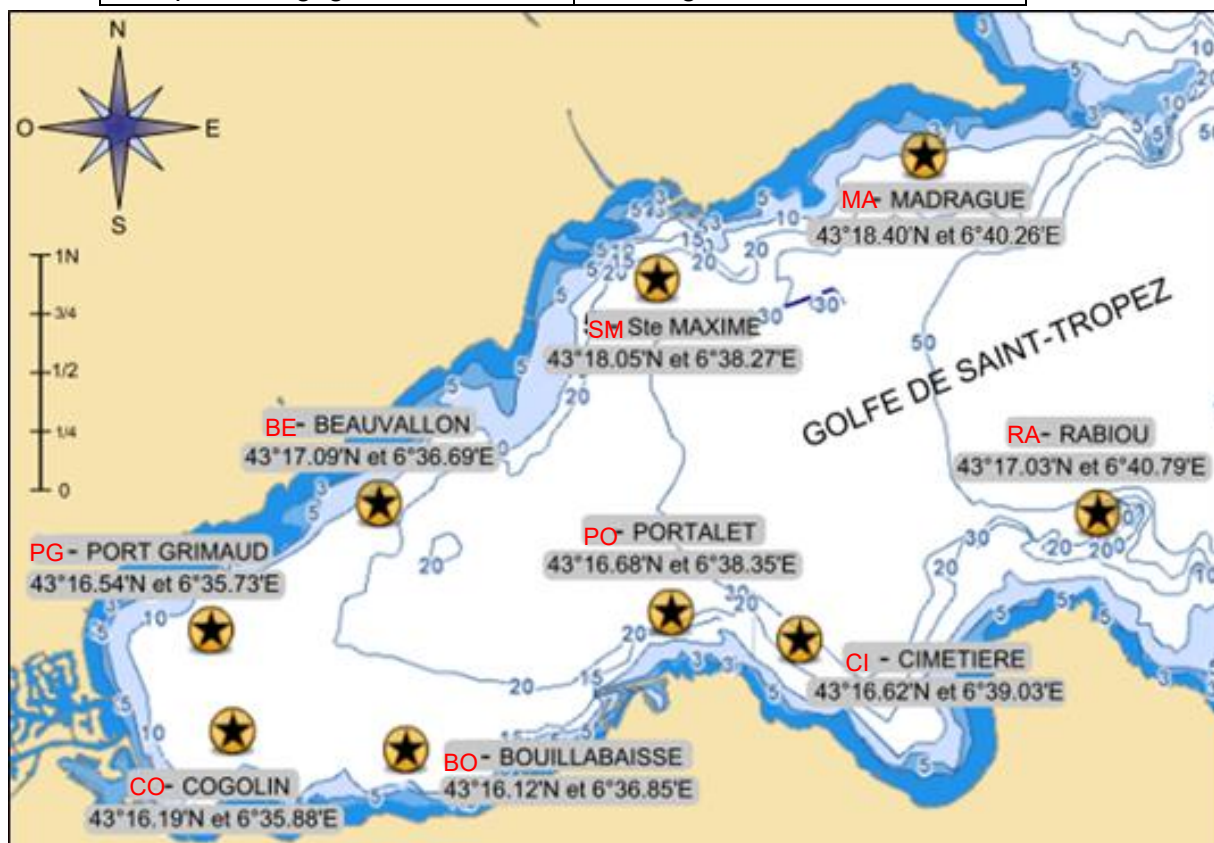 N
O E
S
1N
3/4
1/2
1/4
0
MA - MADRAGUE
43°18.40'N et 6°40.26'E
SM - Ste MAXIME
43°18.05'N et 6°38.27'E
GOLFE DE SAINT-TROPEZ
BE - BEAUVALLON
43°17.09'N et 6°36.69'E
RA - RABIOU
43°17.03'N et 6°40.79'E
PG - PORT GRIMAUD
43°16.54'N et 6°35.73'E
PO - PORTALET
43°16.68'N et 6°38.35'E
CI - CIMETIERE
43°16.62'N et 6°39.03'E
BO - BOUILLABAISSE
43°16.12'N et 6°36.85'E
CO - COGOLIN
43°16.19'N et 6°35.88'E